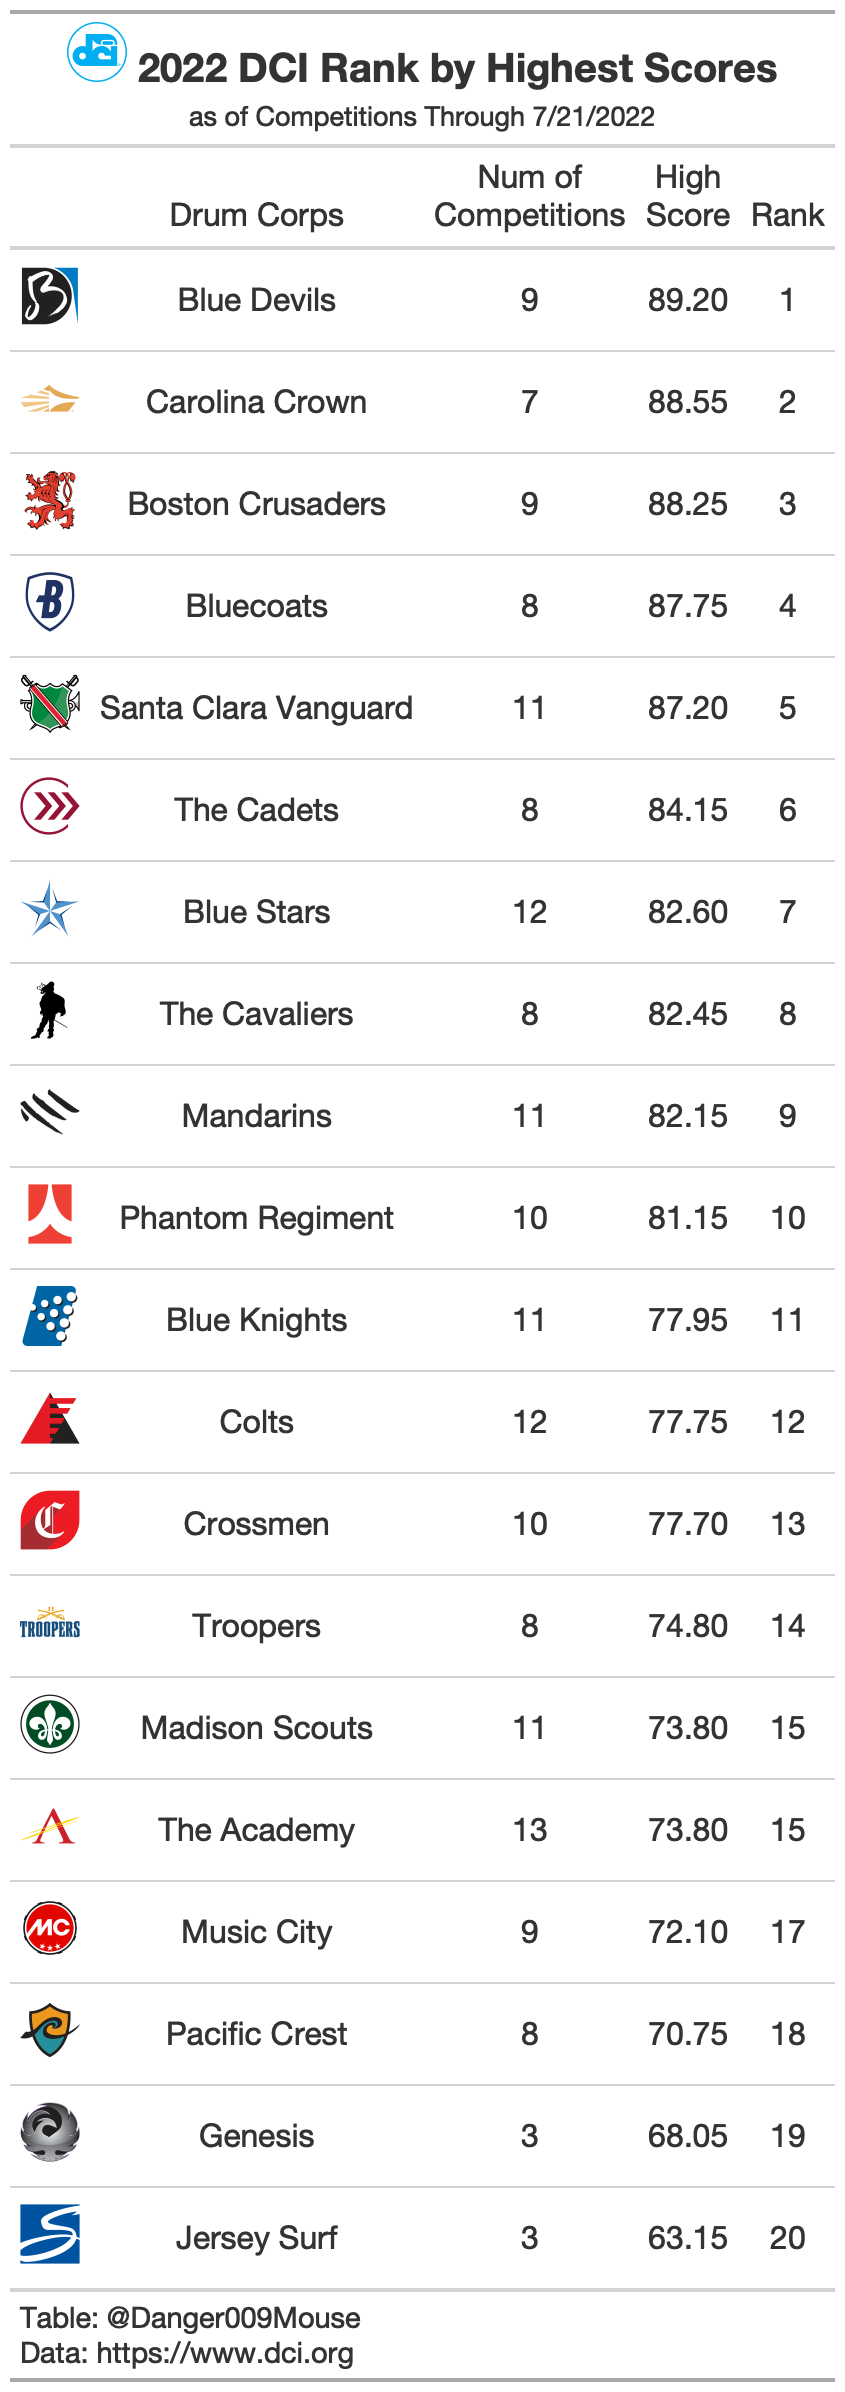 dci
2022 DCI Rank by Highest Scores
as of Competitions Through 7/21/2022
Drum Corps Num of Competitions High Score Rank
B Blue Devils 9 89.20 1
Carolina Crown 7 88.55 2
Boston Crusaders 9 88.25 3
B Bluecoats 8 87.75 4
Santa Clara Vanguard 11 87.20 5
The Cadets 8 84.15 6
Blue Stars 12 82.60 7
The Cavaliers 8 82.45 8
Mandarins 11 82.15 9
Phantom Regiment 10 81.15 10
Blue Knights 11 77.95 11
Colts 12 77.75 12
C Crossmen 10 77.70 13
TROOPERS Troopers 8 74.80 14
Madison Scouts 11 73.80 15
A The Academy 13 73.80 15
MC Music City 9 72.10 17
Pacific Crest 8 70.75 18
Genesis 3 68.05 19
S Jersey Surf 3 63.15 20
Table: @Danger009Mouse
Data: https://www.dci.org